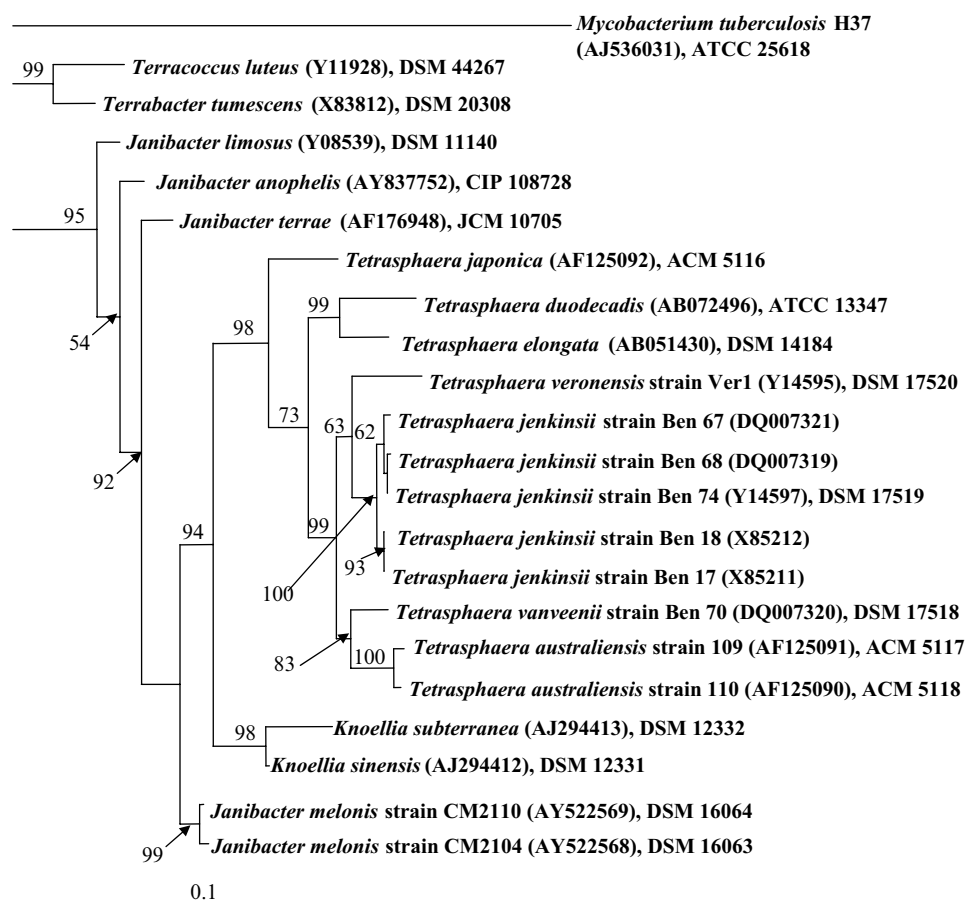 Mycobacterium tuberculosis H37
(AJ536031), ATCC 25618
99
Terracoccus luteus (Y11928), DSM 44267
Terrabacter tumescens (X83812), DSM 20308
Janibacter limosus (Y08539), DSM 11140
Janibacter anophelis (AY837752), CIP 108728
95
Janibacter terrae (AF176948), JCM 10705
Tetrasphaera japonica (AF125092), ACM 5116
99
Tetrasphaera duodecadis (AB072496), ATCC 13347
54
98
Tetrasphaera elongata (AB051430), DSM 14184
Tetrasphaera veronensis strain Ver1 (Y14595), DSM 17520
73
63
62
Tetrasphaera jenkinsii strain Ben 67 (DQ007321)
92
Tetrasphaera jenkinsii strain Ben 68 (DQ007319)
Tetrasphaera jenkinsii strain Ben 74 (Y14597), DSM 17519
94
99
Tetrasphaera jenkinsii strain Ben 18 (X85212)
93
Tetrasphaera jenkinsii strain Ben 17 (X85211)
100
Tetrasphaera vanveenii strain Ben 70 (DQ007320), DSM 17518
83
100
Tetrasphaera australiensis strain 109 (AF125091), ACM 5117
Tetrasphaera australiensis strain 110 (AF125090), ACM 5118
98
Knoellia subterranea (AJ294413), DSM 12332
Knoellia sinensis (AJ294412), DSM 12331
Janibacter melonis strain CM2110 (AY522569), DSM 16064
99
Janibacter melonis strain CM2104 (AY522568), DSM 16063
0.1